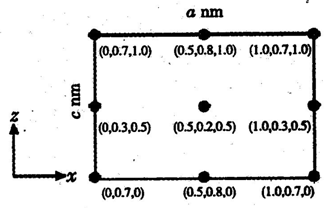 a nm
(0,0.7,1.0) (0.5,0.8,1.0) (1.0,0.7,1.0)
c nm
z
(0,0.3,0.5) (0.5,0.2,0.5) (1.0,0.3,0.5)
x
(0,0.7,0) (0.5,0.8,0) (1.0,0.7,0)